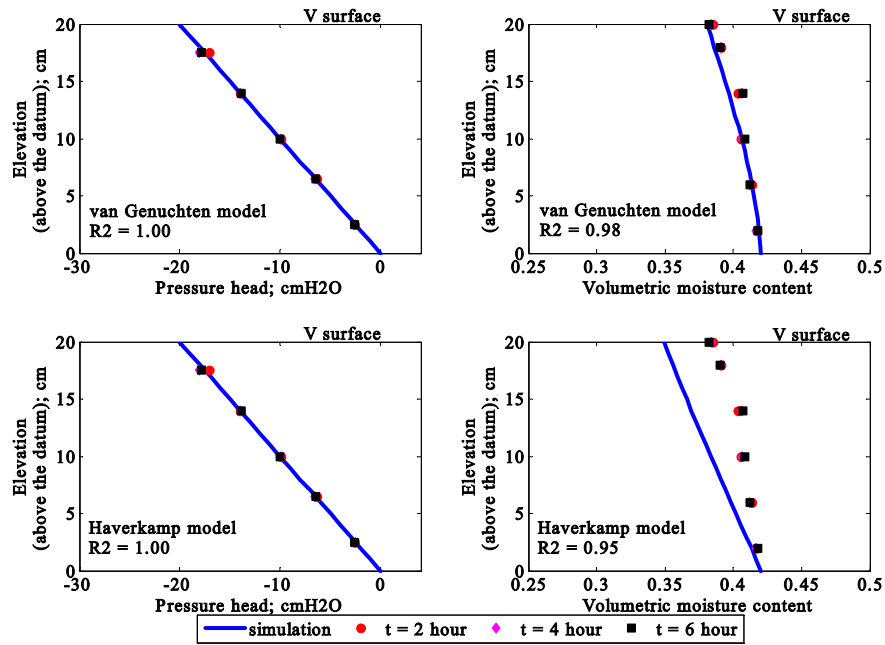 V surface
20
15
10
5
0
Elevation
(above the datum); cm
van Genuchten model
R2 = 1.00
-30 -20 -10 0
Pressure head; cmH2O
V surface
20
15
10
5
0
Elevation
(above the datum); cm
van Genuchten model
R2 = 0.98
0.25 0.3 0.35 0.4 0.45 0.5
Volumetric moisture content
V surface
20
15
10
5
0
Elevation
(above the datum); cm
Haverkamp model
R2 = 1.00
-30 -20 -10 0
Pressure head; cmH2O
V surface
20
15
10
5
0
Elevation
(above the datum); cm
Haverkamp model
R2 = 0.95
0.25 0.3 0.35 0.4 0.45 0.5
Volumetric moisture content
simulation t = 2 hour t = 4 hour t = 6 hour